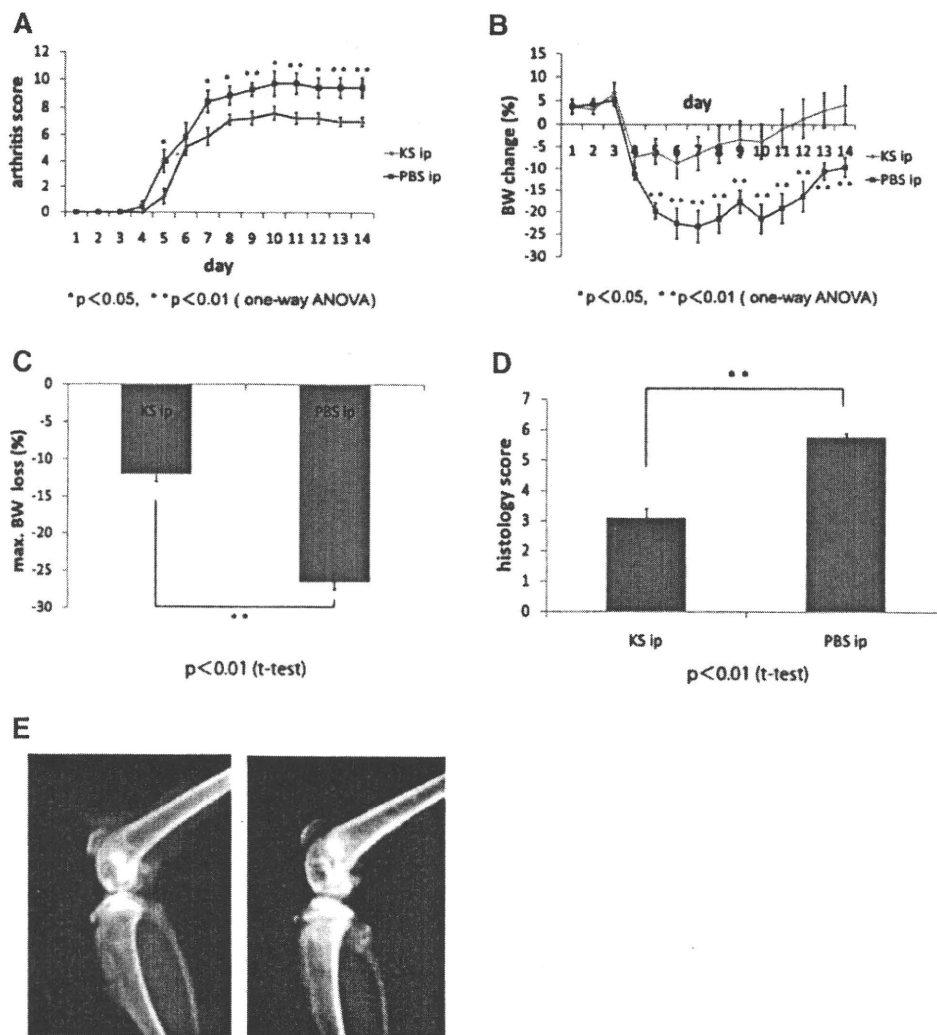 A
arthritis score
12
10
8
6
4
2
0
1 2 3 4 5 6 7 8 9 10 11 12 13 14
day
KS ip
PBS ip
*p<0.05, **p<0.01 ( one-way ANOVA)
B
BW change (%)
15
10
5
0
-5
-10
-15
-20
-25
-30
day
1 2 3 4 5 6 7 8 9 10 11 12 13 14
KS ip
PBS ip
*p<0.05, **p<0.01 ( one-way ANOVA)
C
max. BW loss (%)
0
-5
-10
-15
-20
-25
-30
KS ip
PBS ip
**
p<0.01 (t-test)
D
histology score
7
6
5
4
3
2
1
0
**
KS ip
PBS ip
p<0.01 (t-test)
E